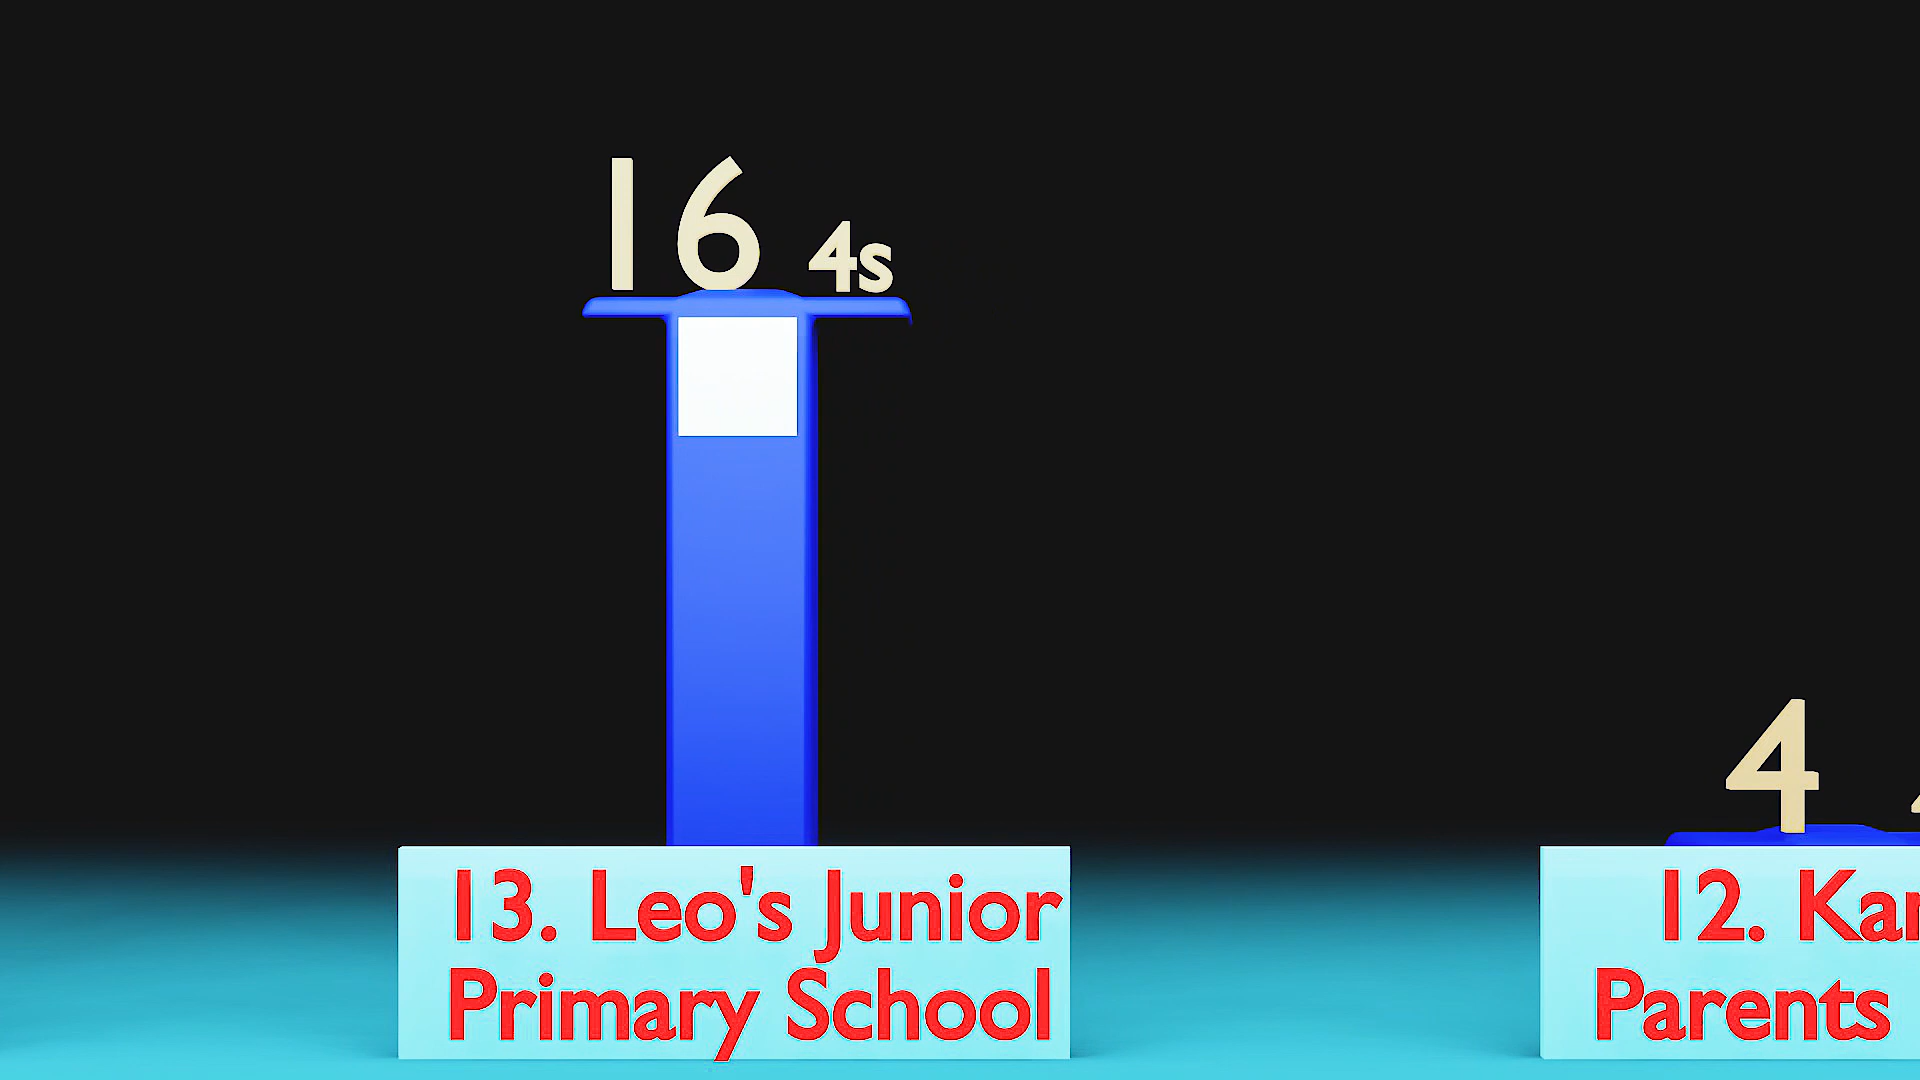 16 4s
13. Leo's Junior
Primary School
4
12.
Parents